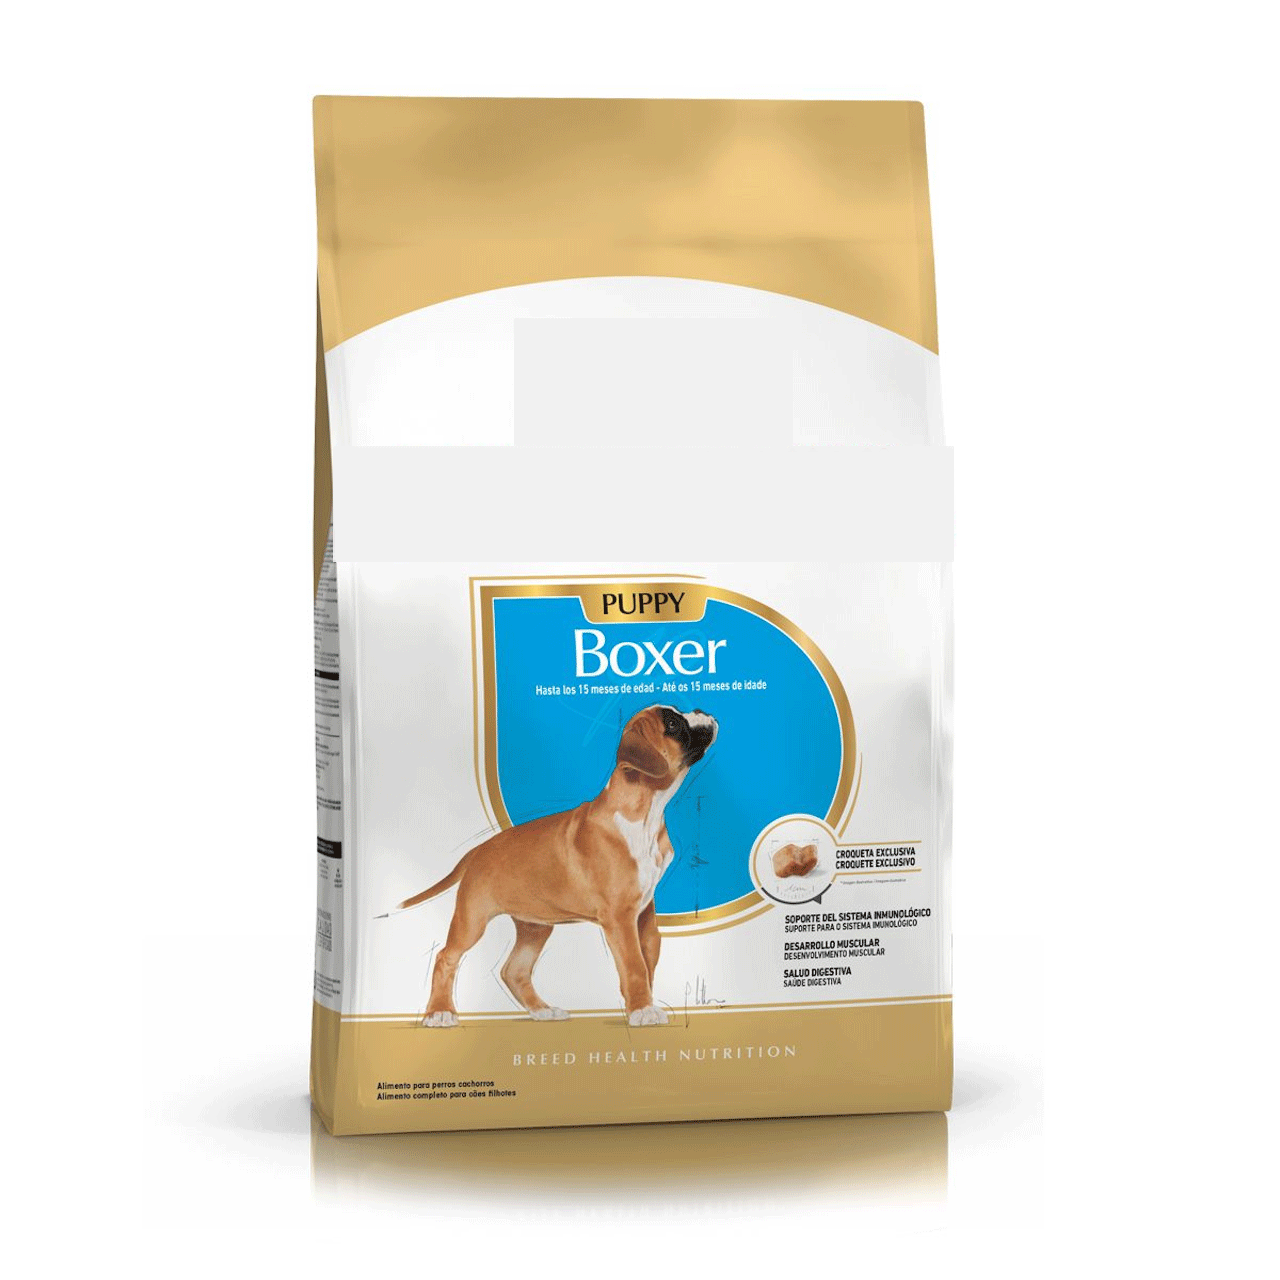 PUPPY
Boxer
Hasta los 15 meses de edad - Até os 15 meses de idade
CROQUETA EXCLUSIVA
CROQUETE EXCLUSIVO
1cm
SOPORTE DEL SISTEMA INMUNOLÓGICO
SUPORTE PARA O SISTEMA IMUNOLÓGICO
DESARROLLO MUSCULAR
DESENVOLVIMENTO MUSCULAR
SALUD DIGESTIVA
SAÚDE DIGESTIVA
BREED HEALTH NUTRITION
Alimento para perros cachorros
Alimento completo para cães filhotes